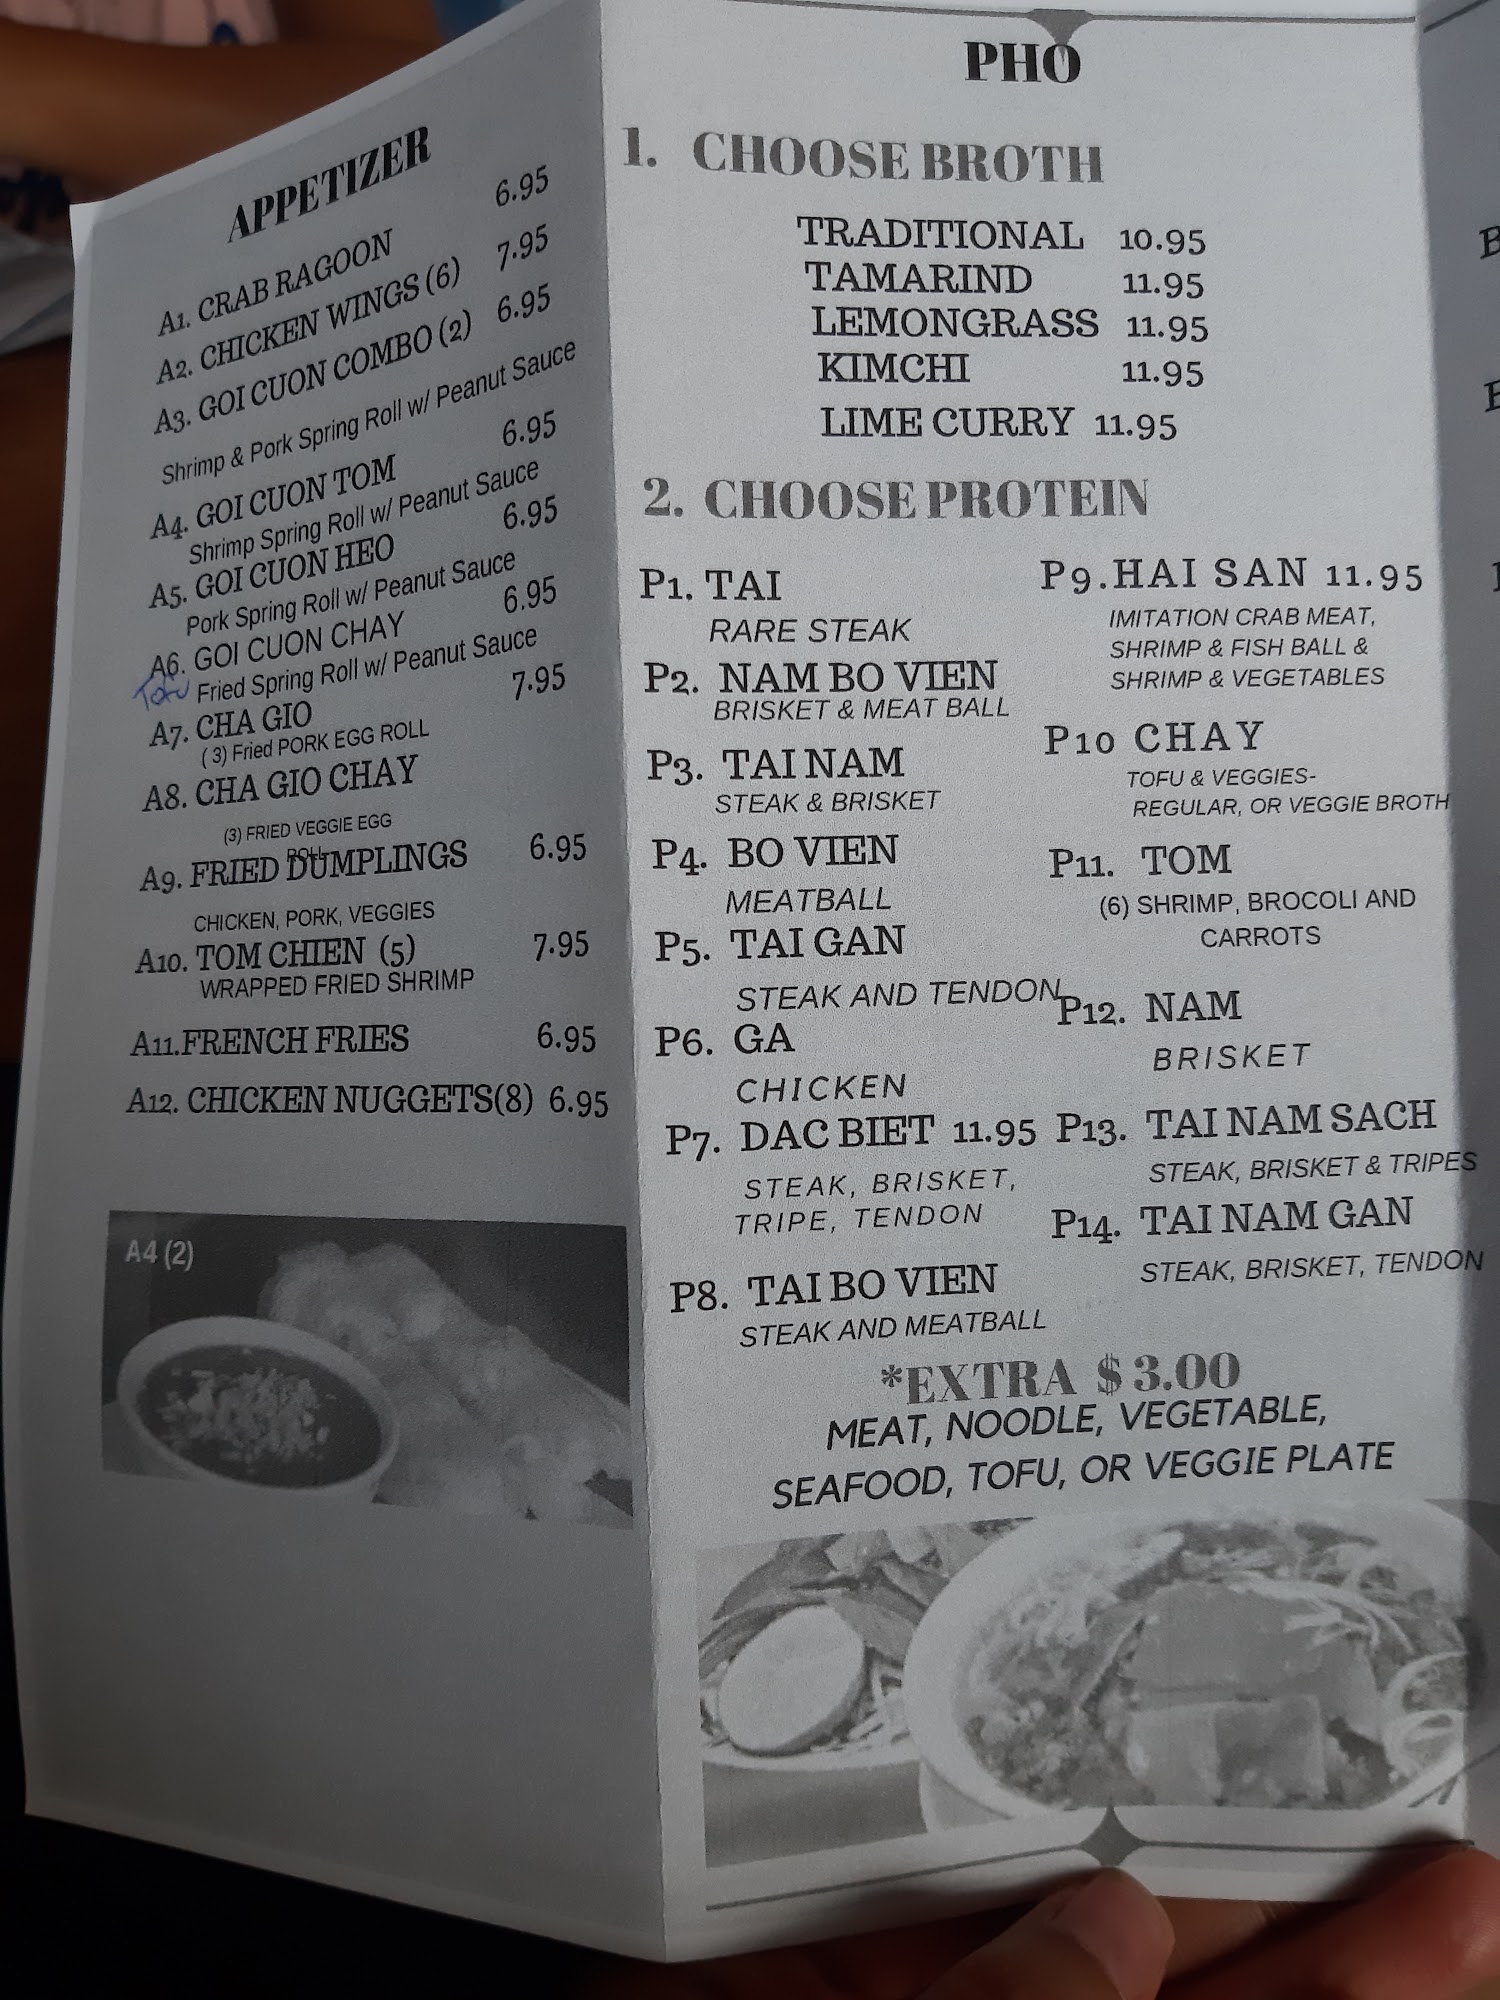 APPETIZER
A1. CRAB RAGOON 6.95
A2. CHICKEN WINGS (6) 7.95
A3. GOI CUON COMBO (2) 6.95
Shrimp & Pork Spring Roll w/ Peanut Sauce
A4. GOI CUON TOM 6.95
Shrimp Spring Roll w/ Peanut Sauce
A5. GOI CUON HEO 6.95
Pork Spring Roll w/ Peanut Sauce
A6. GOI CUON CHAY 6.95
Tofu Fried Spring Roll w/ Peanut Sauce
A7. CHA GIO 7.95
(3) Fried PORK EGG ROLL
A8. CHA GIO CHAY
(3) FRIED VEGGIE EGG
ROLL
A9. FRIED DUMPLINGS 6.95
CHICKEN, PORK, VEGGIES
A10. TOM CHIEN (5) 7.95
WRAPPED FRIED SHRIMP
A11.FRENCH FRIES 6.95
A12. CHICKEN NUGGETS(8) 6.95
A4 (2)
PHO
1. CHOOSE BROTH
TRADITIONAL 10.95
TAMARIND 11.95
LEMONGRASS 11.95
KIMCHI 11.95
LIME CURRY 11.95
2. CHOOSE PROTEIN
P1. TAI
RARE STEAK
P2. NAM BO VIEN
BRISKET & MEAT BALL
P3. TAI NAM
STEAK & BRISKET
P4. BO VIEN
MEATBALL
P5. TAI GAN
STEAK AND TENDON
P6. GA
CHICKEN
P7. DAC BIET 11.95
STEAK, BRISKET,
TRIPE, TENDON
P8. TAI BO VIEN
STEAK AND MEATBALL
P9.HAI SAN 11.95
IMITATION CRAB MEAT,
SHRIMP & FISH BALL &
SHRIMP & VEGETABLES
P10 CHAY
TOFU & VEGGIES-
REGULAR, OR VEGGIE BROTH
P11. TOM
(6) SHRIMP, BROCOLI AND
CARROTS
P12. NAM
BRISKET
P13. TAI NAM SACH
STEAK, BRISKET & TRIPES
P14. TAI NAM GAN
STEAK, BRISKET, TENDON
*EXTRA $ 3.00
MEAT, NOODLE, VEGETABLE,
SEAFOOD, TOFU, OR VEGGIE PLATE